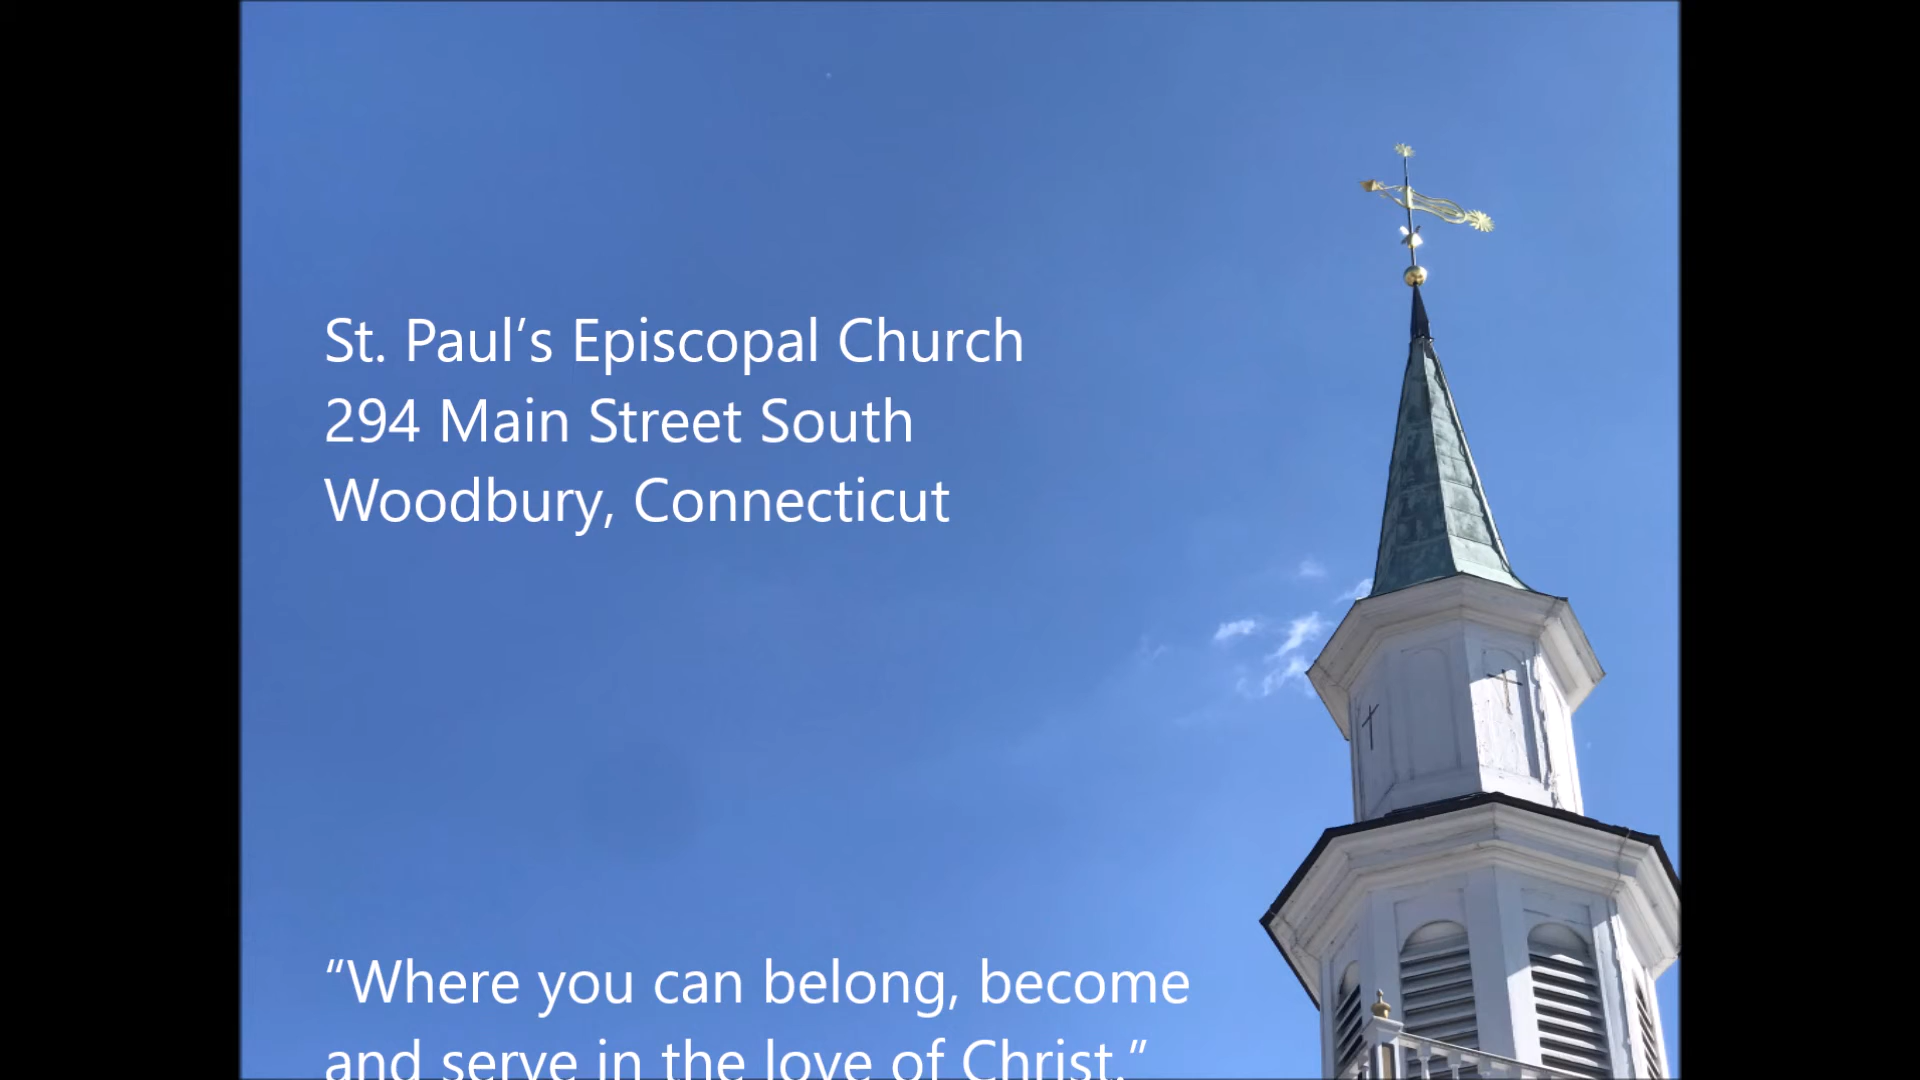 St. Paul’s Episcopal Church
294 Main Street South
Woodbury, Connecticut
“Where you can belong, become
and serve in the love of Christ.”